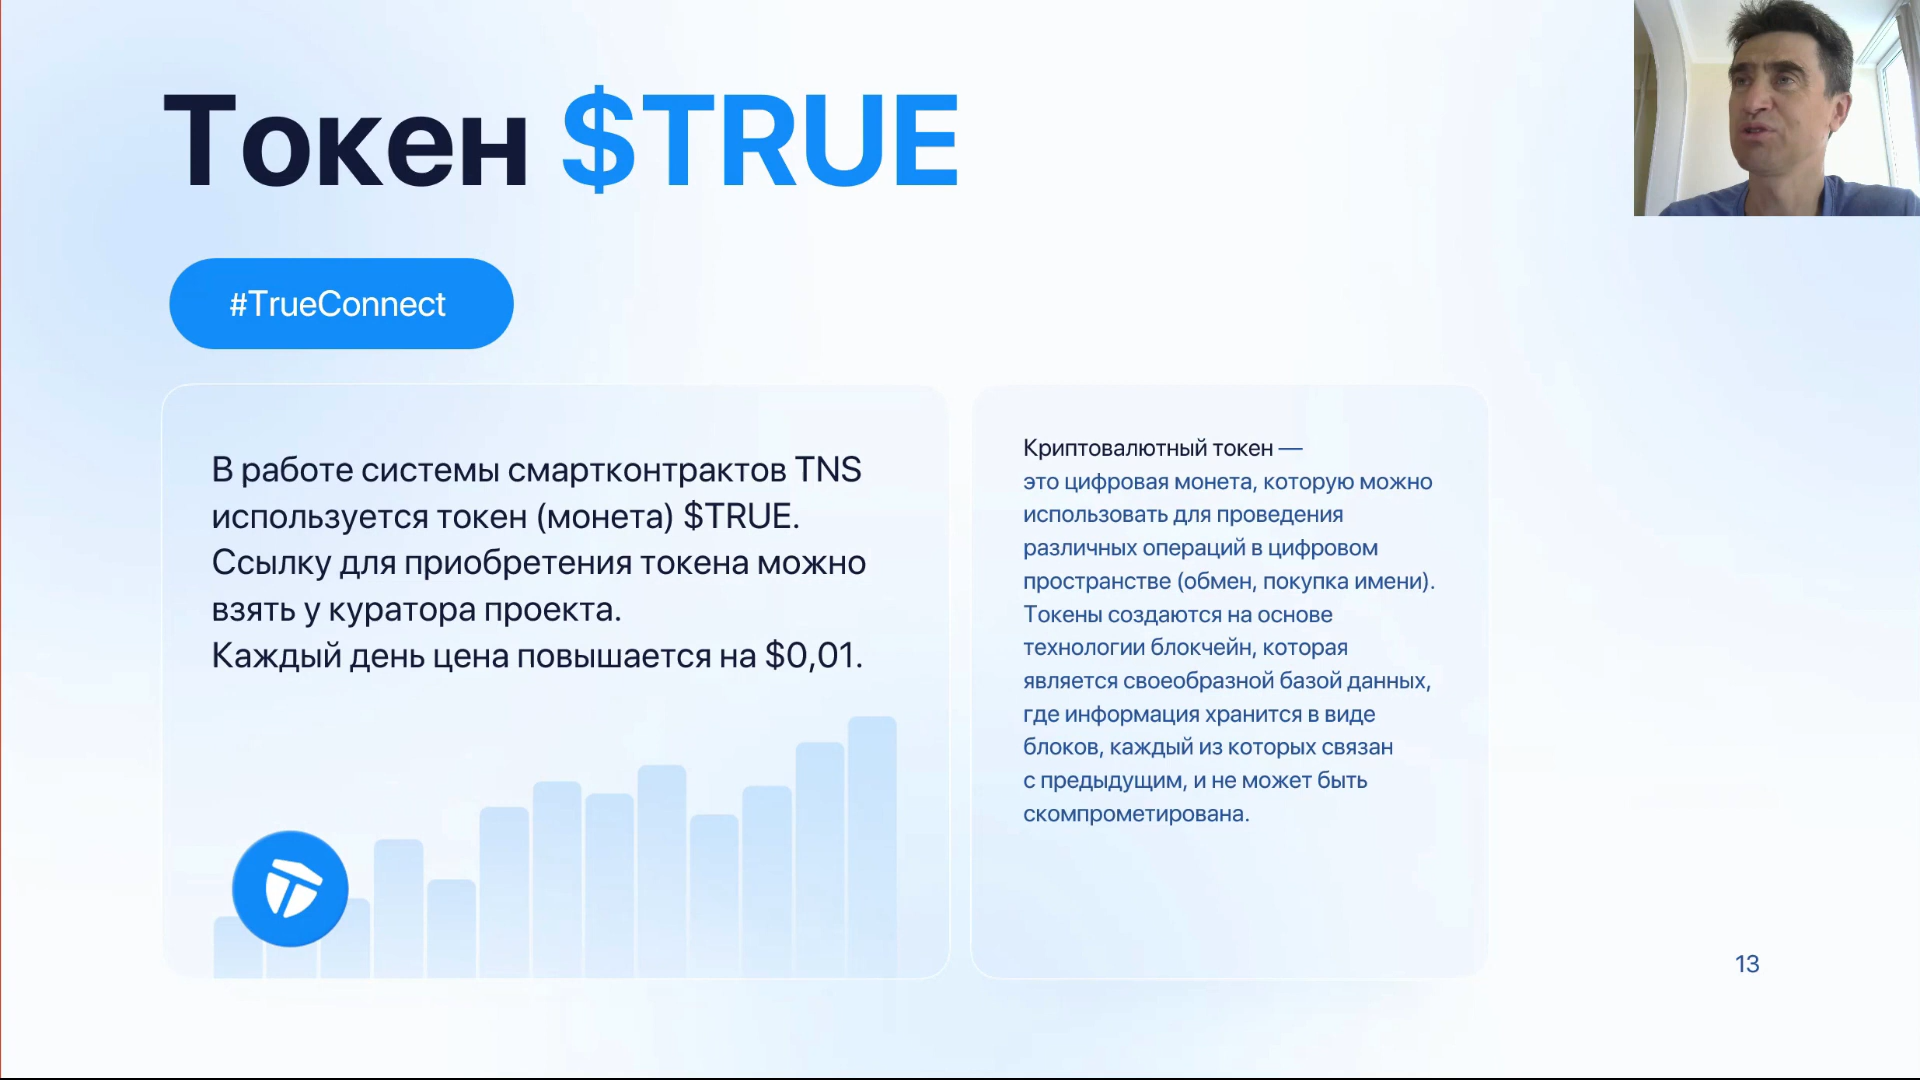 Токен $TRUE
#TrueConnect
В работе системы смартконтрактов TNS
используется токен (монета) $TRUE.
Ссылку для приобретения токена можно
взять у куратора проекта.
Каждый день цена повышается на $0,01.
Криптовалютный токен —
это цифровая монета, которую можно
использовать для проведения
различных операций в цифровом
пространстве (обмен, покупка имени).
Токены создаются на основе
технологии блокчейн, которая
является своеобразной базой данных,
где информация хранится в виде
блоков, каждый из которых связан
с предыдущим, и не может быть
скомпрометирована.
13